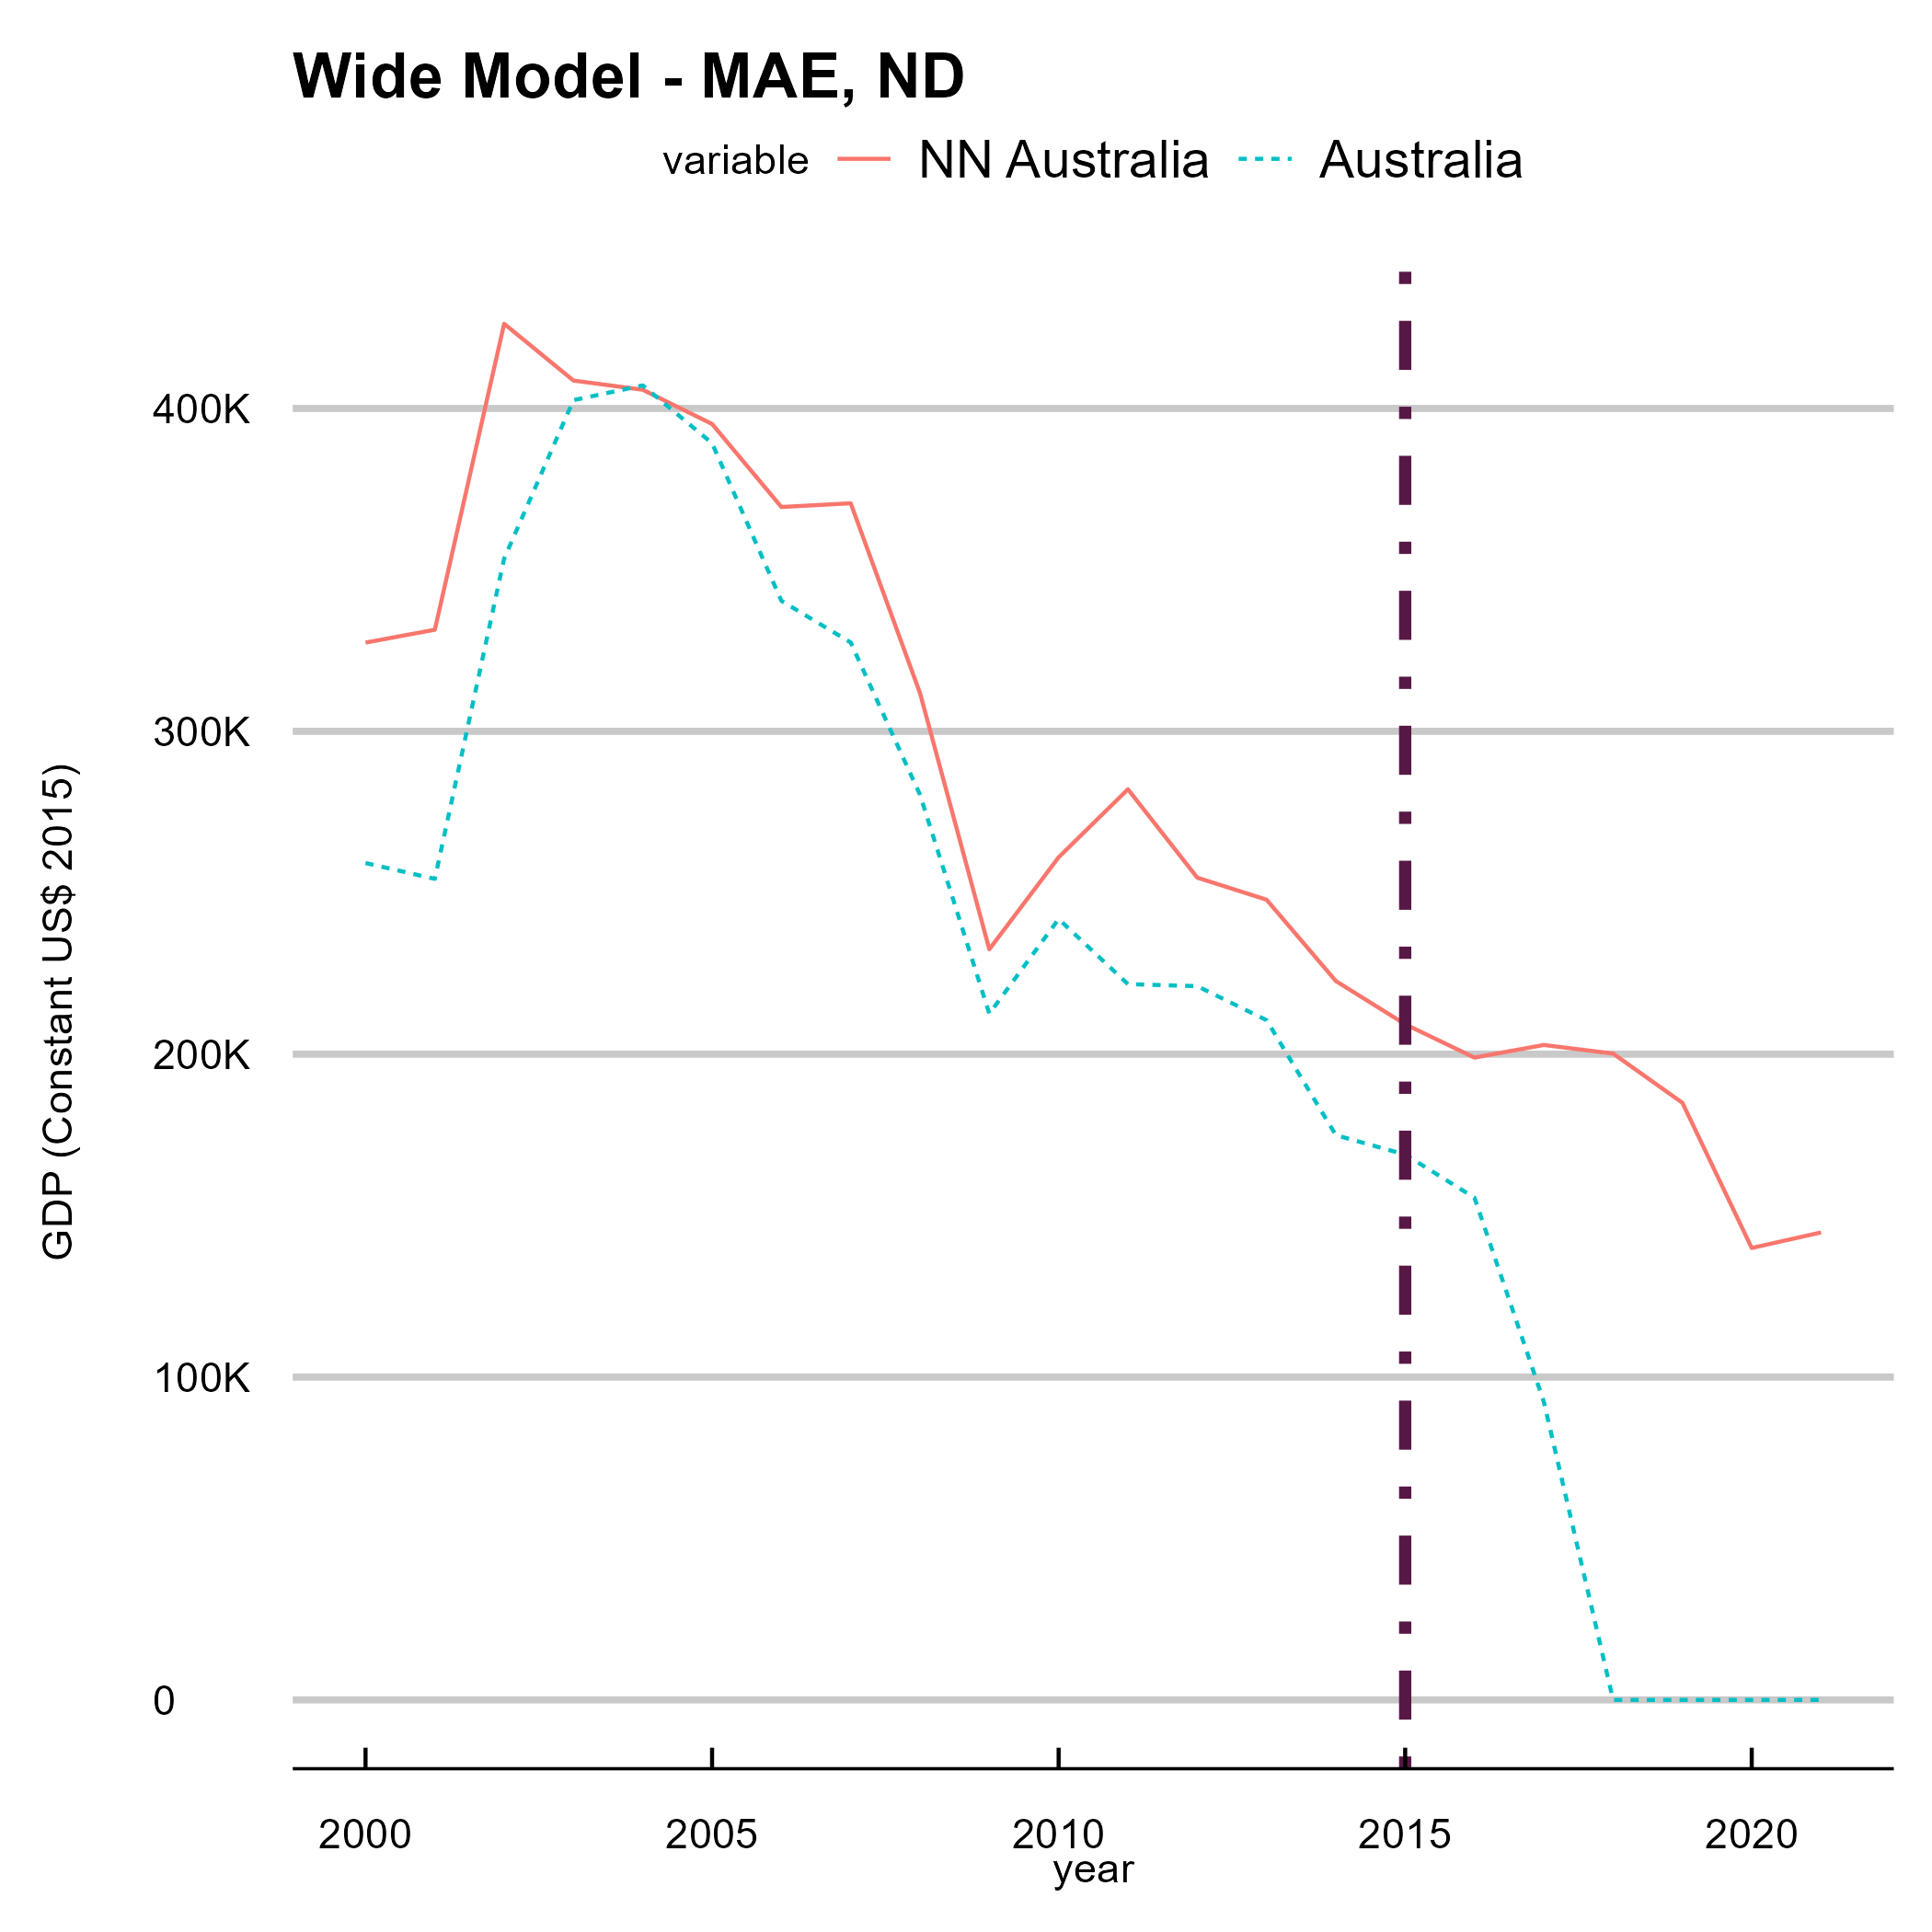 Wide Model - MAE, ND
variable NN Australia Australia
GDP (Constant US$ 2015)
400K
300K
200K
100K
0
2000 2005 2010 2015 2020
year